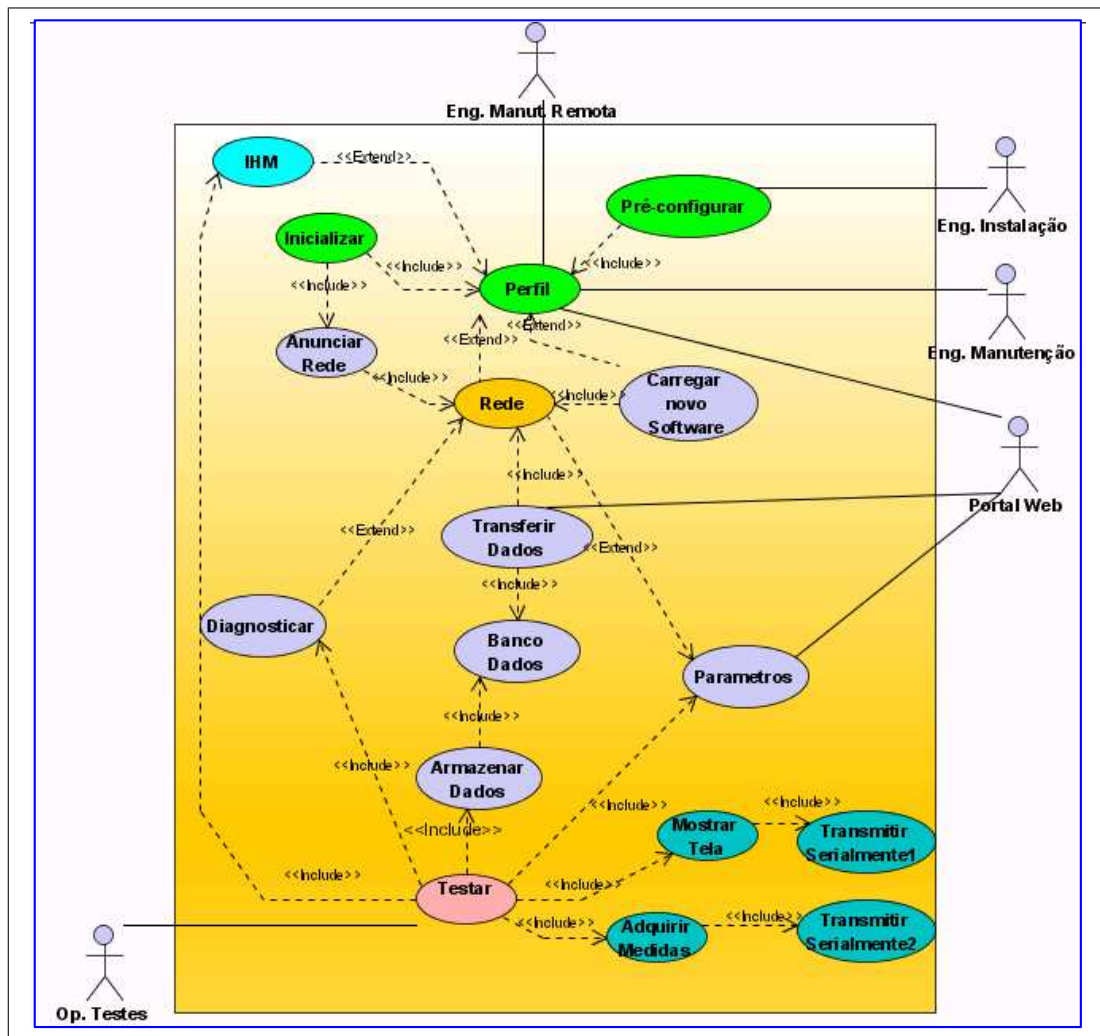 Eng. Manut. Remota
IHM
<<Extend>>
Pré-configurar
Eng. Instalação
Inicializar
<<Include>>
<<Include>>
<<Include>>
Perfil
Eng. Manutenção
Anunciar
Rede
<<Extend>>
<<Extend>>
<<Include>>
Rede
<<Include>>
Carregar
novo
Software
<<Include>>
Portal Web
Transferir
Dados
<<Extend>>
<<Extend>>
<<Include>>
Diagnosticar
Banco
Dados
Parametros
<<Include>>
<<Include>>
Armazenar
Dados
<<Include>>
<<Include>>
Mostrar
Tela
<<Include>>
Transmitir
Serialmente1
<<Include>>
Testar
<<Include>>
<<Include>>
Adquirir
Medidas
<<Include>>
Transmitir
Serialmente2
Op. Testes